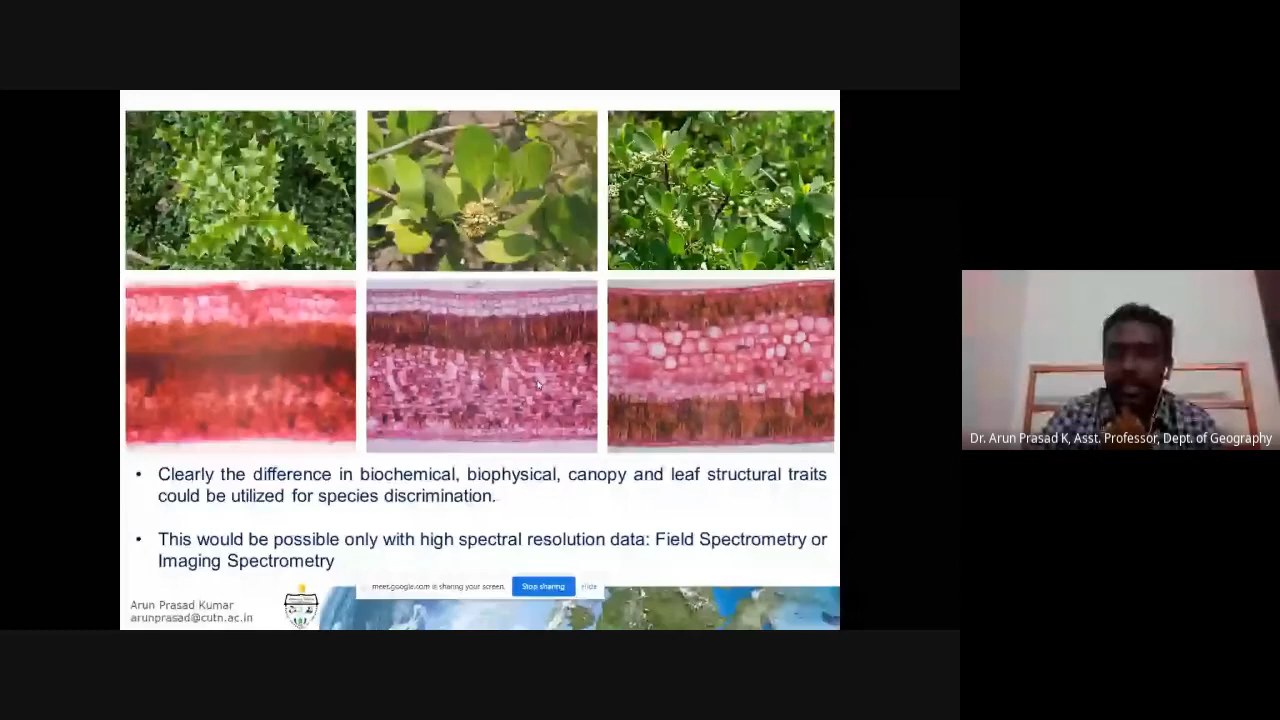 • Clearly the difference in biochemical, biophysical, canopy and leaf structural traits
could be utilized for species discrimination.
• This would be possible only with high spectral resolution data: Field Spectrometry or
Imaging Spectrometry
meet.google.com is sharing your screen. Stop sharing Hide
Arun Prasad Kumar
arunprasad@cutn.ac.in
Dr. Arun Prasad K, Asst. Professor, Dept. of Geography